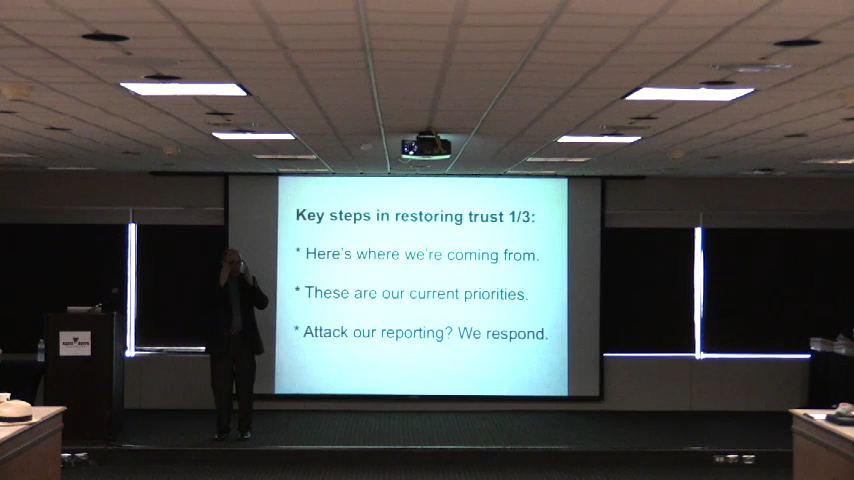 Key steps in restoring trust 1/3:
* Here's where we're coming from.
* These are our current priorities.
* Attack our reporting? We respond.